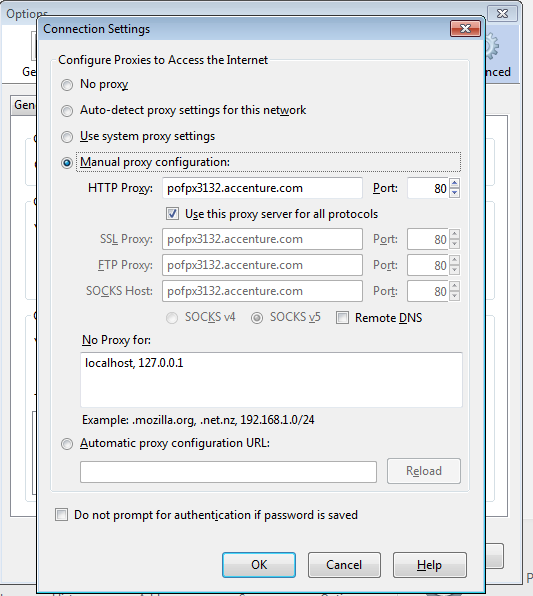 Options
Connection Settings
Configure Proxies to Access the Internet
No proxy
Auto-detect proxy settings for this network
Use system proxy settings
Manual proxy configuration:
HTTP Proxy: pofpx3132.accenture.com Port: 80
Use this proxy server for all protocols
SSL Proxy: pofpx3132.accenture.com Port: 80
FTP Proxy: pofpx3132.accenture.com Port: 80
SOCKS Host: pofpx3132.accenture.com Port: 80
SOCKS v4 SOCKS v5 Remote DNS
No Proxy for:
localhost, 127.0.0.1
Example: .mozilla.org, .net.nz, 192.168.1.0/24
Automatic proxy configuration URL:
Reload
Do not prompt for authentication if password is saved
OK Cancel Help